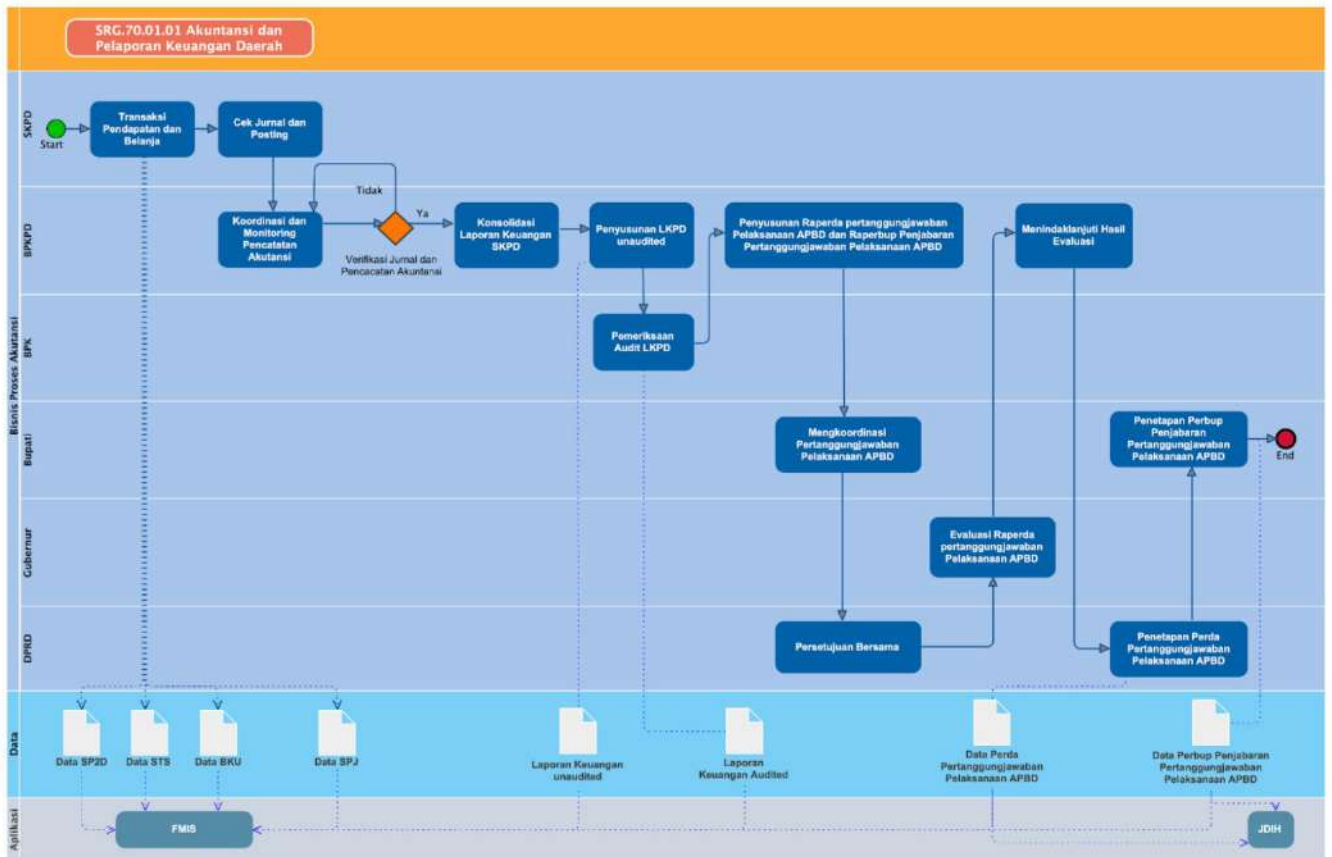 SRG.70.01.01 Akuntansi dan
Pelaporan Keuangan Daerah
Bisnis Proses Akutansi
SKPD
Start
Transaksi
Pendapatan dan
Belanja
Cek Jurnal dan
Posting
BPKPD
Koordinasi dan
Monitoring
Pencatatan
Akutansi
Tidak
Ya
Verifikasi Jurnal dan
Pencacatan Akuntansi
Konsolidasi
Laporan Keuangan
SKPD
Penyusunan LKPD
unaudited
Penyusunan Raperda pertanggungjawaban
Pelaksanaan APBD dan Raperbup Penjabaran
Pertanggungjawaban Pelaksanaan APBD
Menindaklanjuti Hasil
Evaluasi
BPK
Pemeriksaan
Audit LKPD
Bupati
Mengkoordinasi
Pertanggungjawaban
Pelaksanaan APBD
Penetapan Perbup
Penjabaran
Pertanggungjawaban
Pelaksanaan APBD
End
Gubernur
Evaluasi Raperda
pertanggungjawaban
Pelaksanaan APBD
DPRD
Persetujuan Bersama
Penetapan Perda
Pertanggungjawaban
Pelaksanaan APBD
Data
Data SP2D
Data STS
Data BKU
Data SPJ
Laporan Keuangan
unaudited
Laporan
Keuangan Audited
Data Perda
Pertanggungjawaban
Pelaksanaan APBD
Data Perbup Penjabaran
Pertanggungjawaban
Pelaksanaan APBD
Aplikasi
FMIS
JDIH